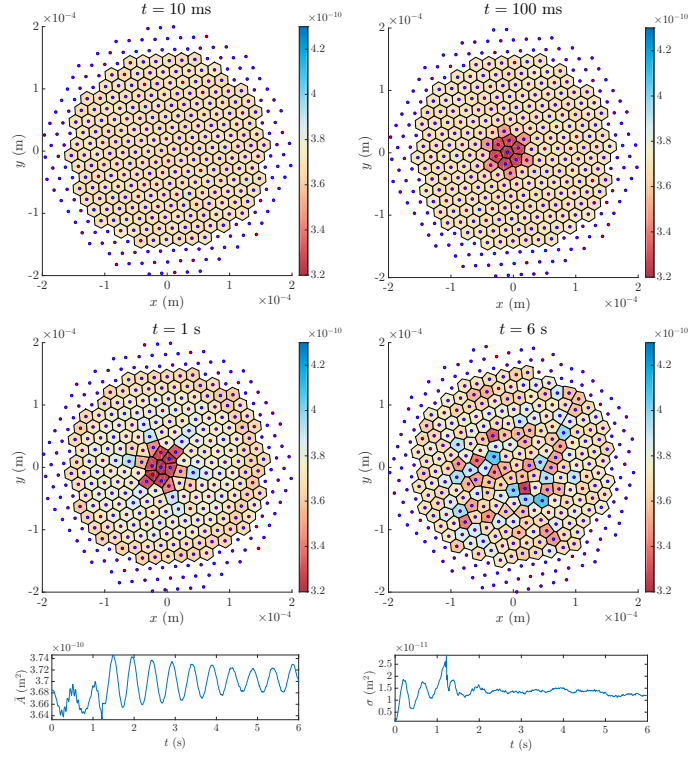 t = 10 ms
t = 100 ms
×10⁻⁴
×10⁻¹⁰
×10⁻⁴
×10⁻¹⁰
2
1
0
-1
-2
y (m)
-2 -1 0 1 2
x (m)
×10⁻⁴
4.2
4
3.8
3.6
3.4
3.2
2
1
0
-1
-2
y (m)
-2 -1 0 1 2
x (m)
×10⁻⁴
4.2
4
3.8
3.6
3.4
3.2
t = 1 s
t = 6 s
×10⁻⁴
×10⁻¹⁰
×10⁻⁴
×10⁻¹⁰
2
1
0
-1
-2
y (m)
-2 -1 0 1 2
x (m)
×10⁻⁴
4.2
4
3.8
3.6
3.4
3.2
2
1
0
-1
-2
y (m)
-2 -1 0 1 2
x (m)
×10⁻⁴
4.2
4
3.8
3.6
3.4
3.2
×10⁻¹⁰
3.74
3.7
3.68
3.64
Ā (m²)
0 1 2 3 4 5 6
t (s)
×10⁻¹¹
2.5
1.5
0.5
σ (m²)
0 1 2 3 4 5 6
t (s)